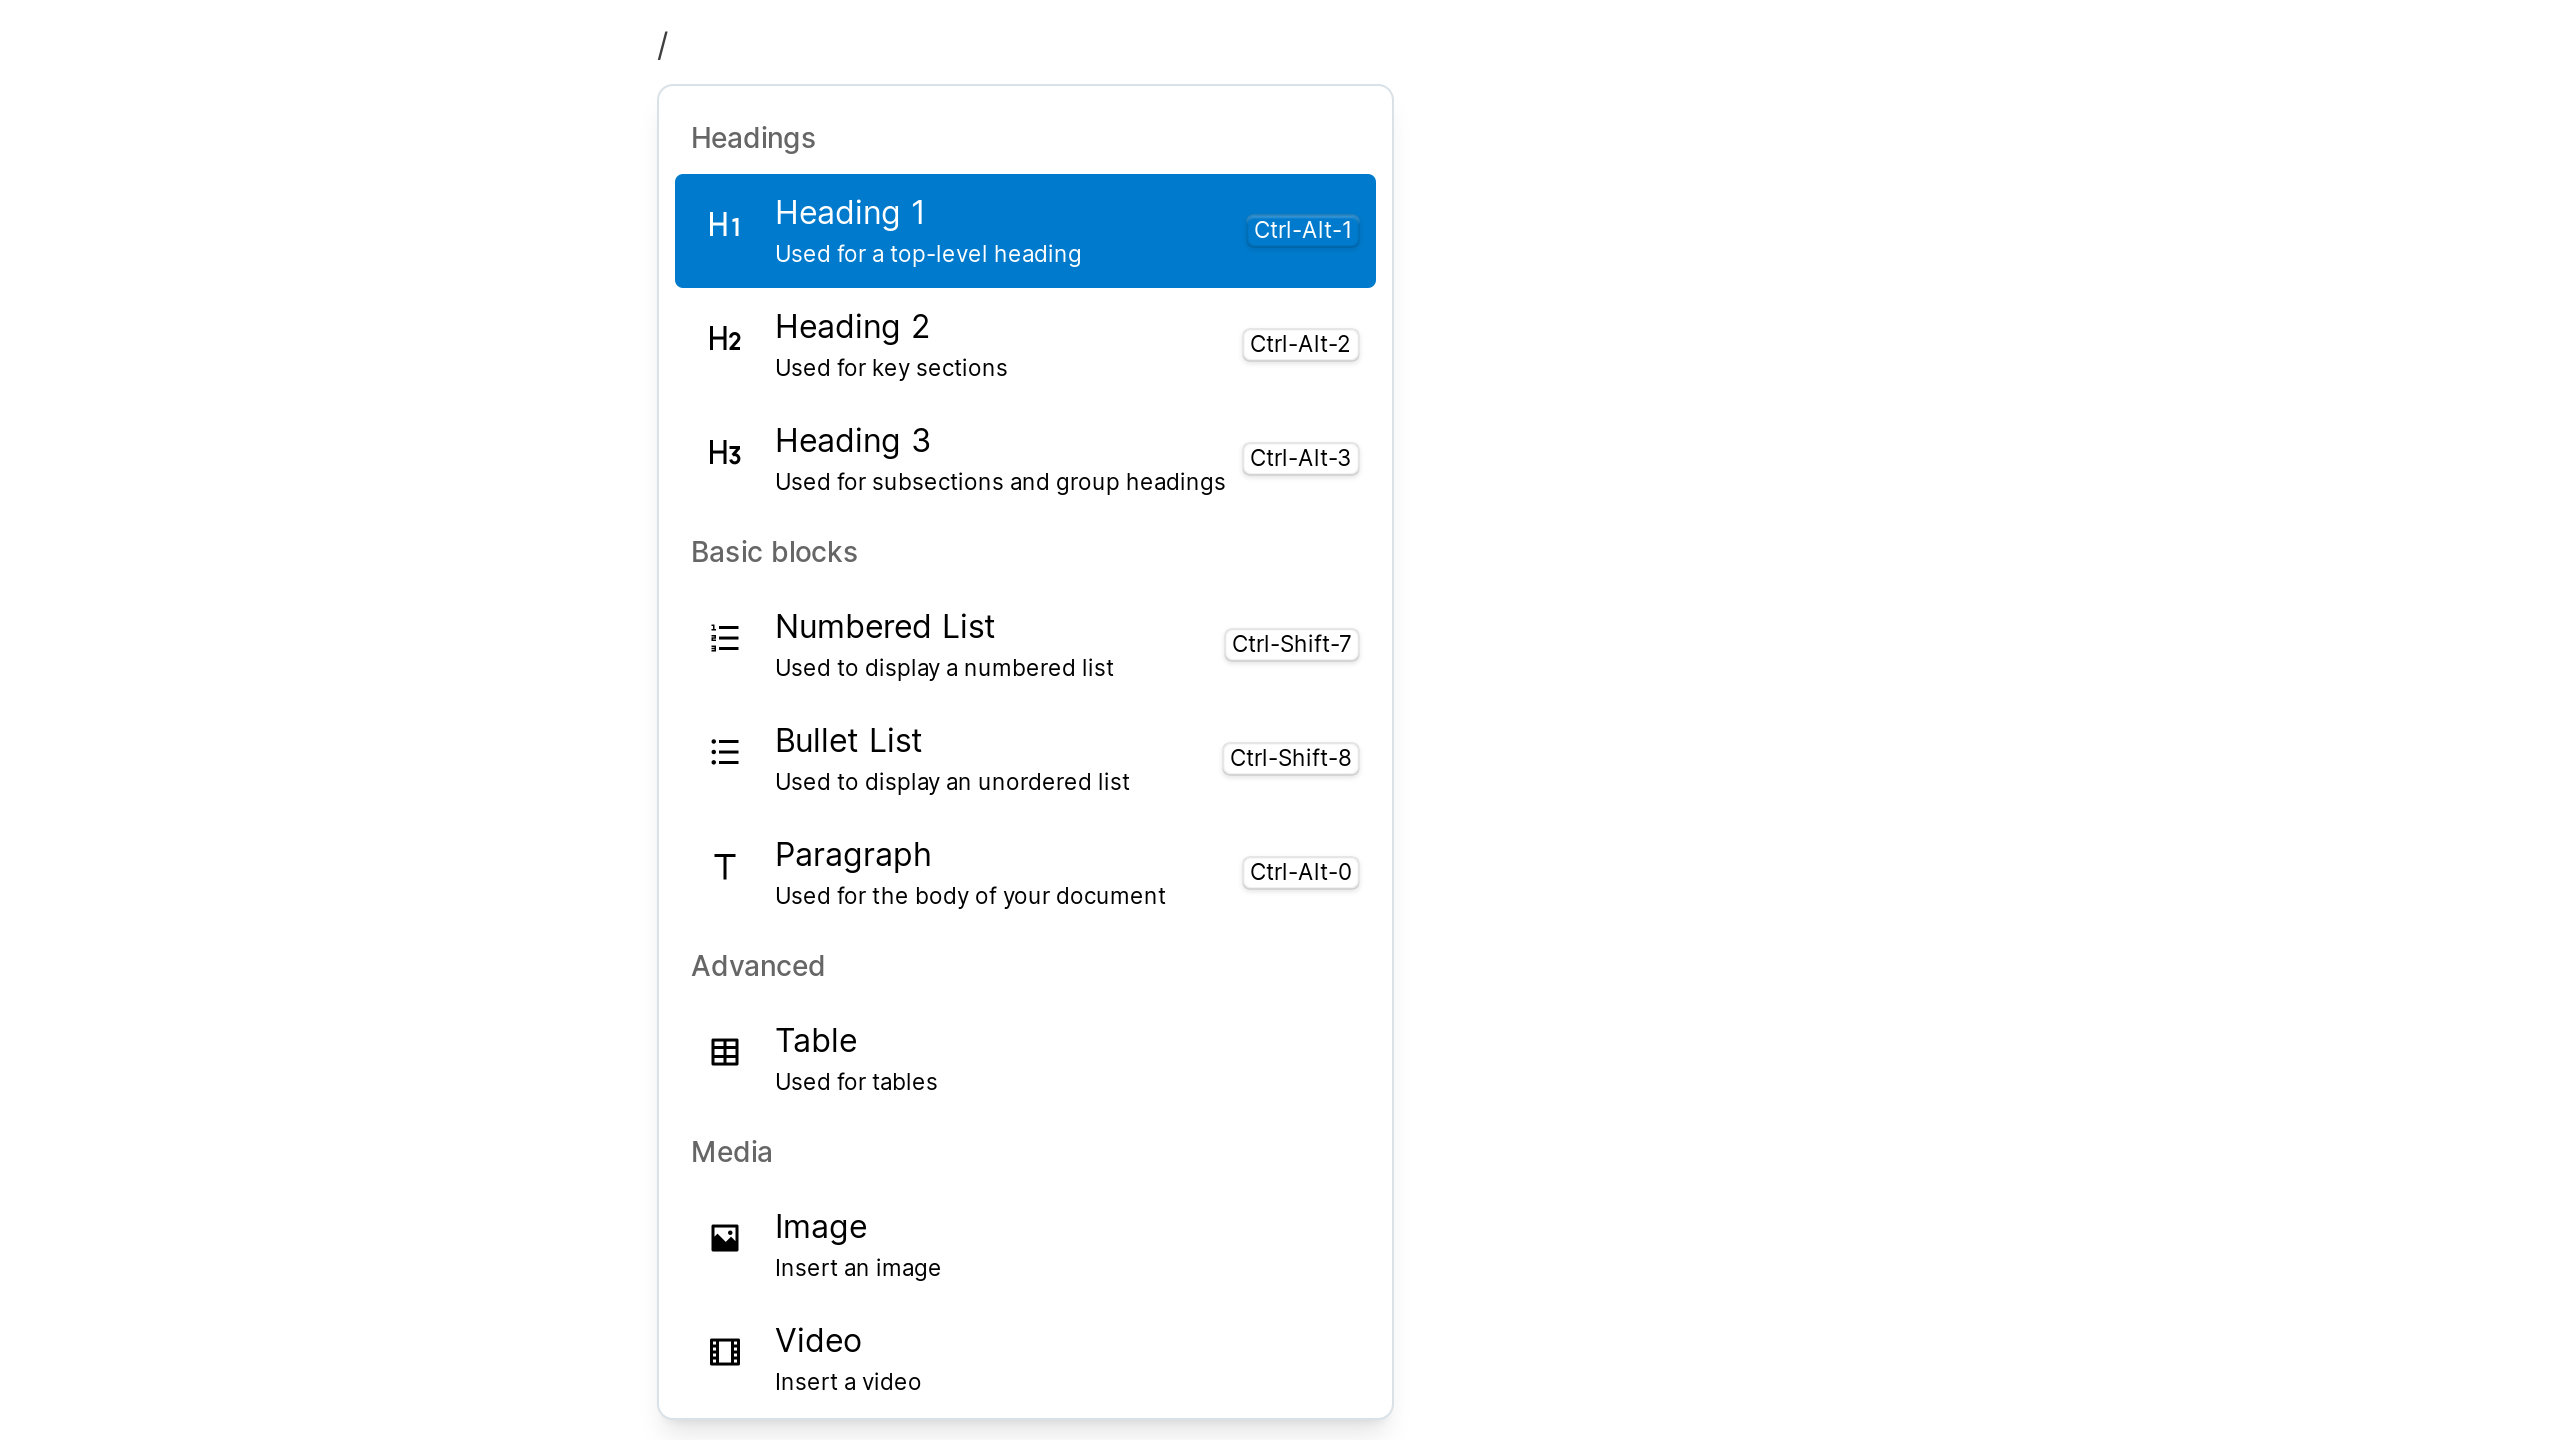 /
Headings
H1 Heading 1 Ctrl-Alt-1
Used for a top-level heading
H2 Heading 2 Ctrl-Alt-2
Used for key sections
H3 Heading 3 Ctrl-Alt-3
Used for subsections and group headings
Basic blocks
Numbered List Ctrl-Shift-7
Used to display a numbered list
Bullet List Ctrl-Shift-8
Used to display an unordered list
T Paragraph Ctrl-Alt-0
Used for the body of your document
Advanced
Table
Used for tables
Media
Image
Insert an image
Video
Insert a video